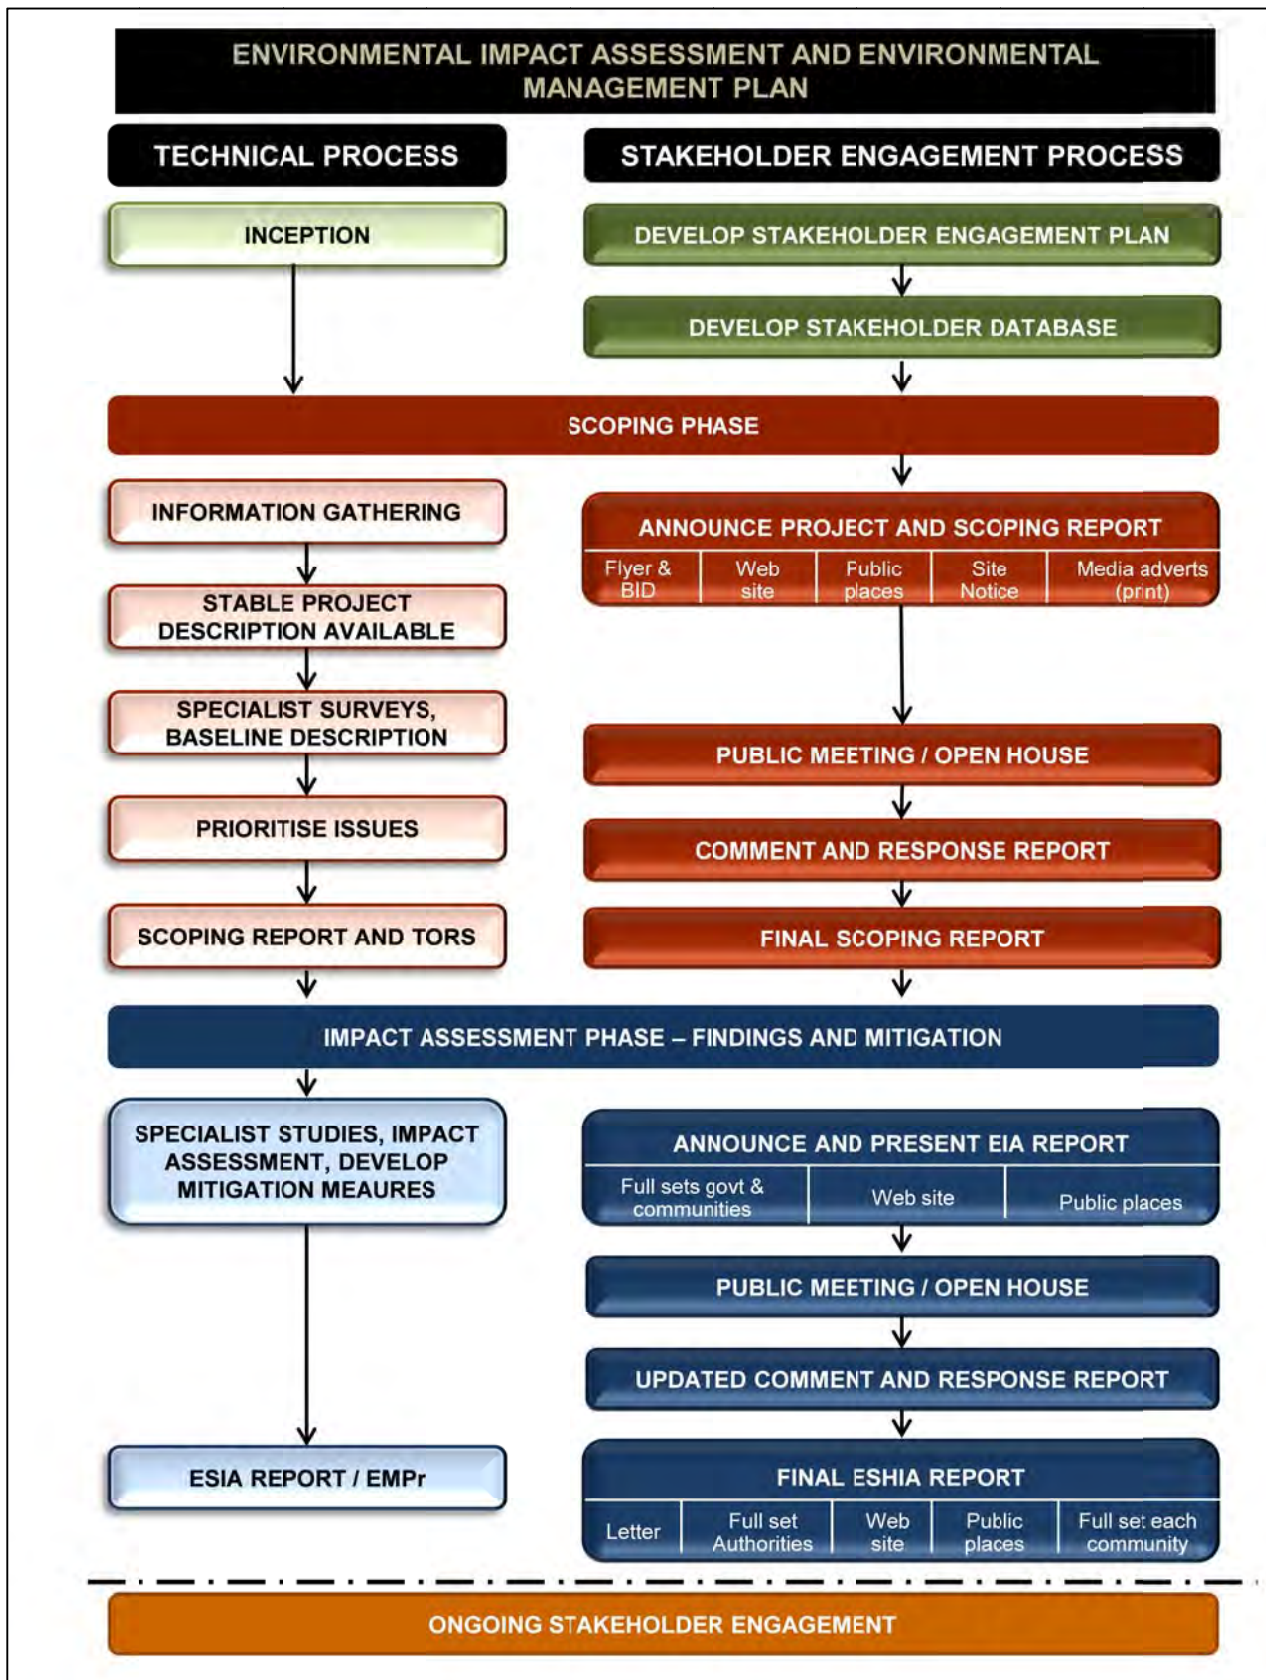 ENVIRONMENTAL IMPACT ASSESSMENT AND ENVIRONMENTAL
MANAGEMENT PLAN
TECHNICAL PROCESS
STAKEHOLDER ENGAGEMENT PROCESS
INCEPTION
DEVELOP STAKEHOLDER ENGAGEMENT PLAN
DEVELOP STAKEHOLDER DATABASE
SCOPING PHASE
INFORMATION GATHERING
STABLE PROJECT
DESCRIPTION AVAILABLE
SPECIALIST SURVEYS,
BASELINE DESCRIPTION
PRIORITISE ISSUES
SCOPING REPORT AND TORS
ANNOUNCE PROJECT AND SCOPING REPORT
Flyer &
BID
Web
site
Public
places
Site
Notice
Media adverts
(print)
PUBLIC MEETING / OPEN HOUSE
COMMENT AND RESPONSE REPORT
FINAL SCOPING REPORT
IMPACT ASSESSMENT PHASE – FINDINGS AND MITIGATION
SPECIALIST STUDIES, IMPACT
ASSESSMENT, DEVELOP
MITIGATION MEAURES
ESIA REPORT / EMPr
ANNOUNCE AND PRESENT EIA REPORT
Full sets govt &
communities
Web site
Public places
PUBLIC MEETING / OPEN HOUSE
UPDATED COMMENT AND RESPONSE REPORT
FINAL ESHIA REPORT
Letter
Full set
Authorities
Web
site
Public
places
Full set each
community
ONGOING STAKEHOLDER ENGAGEMENT